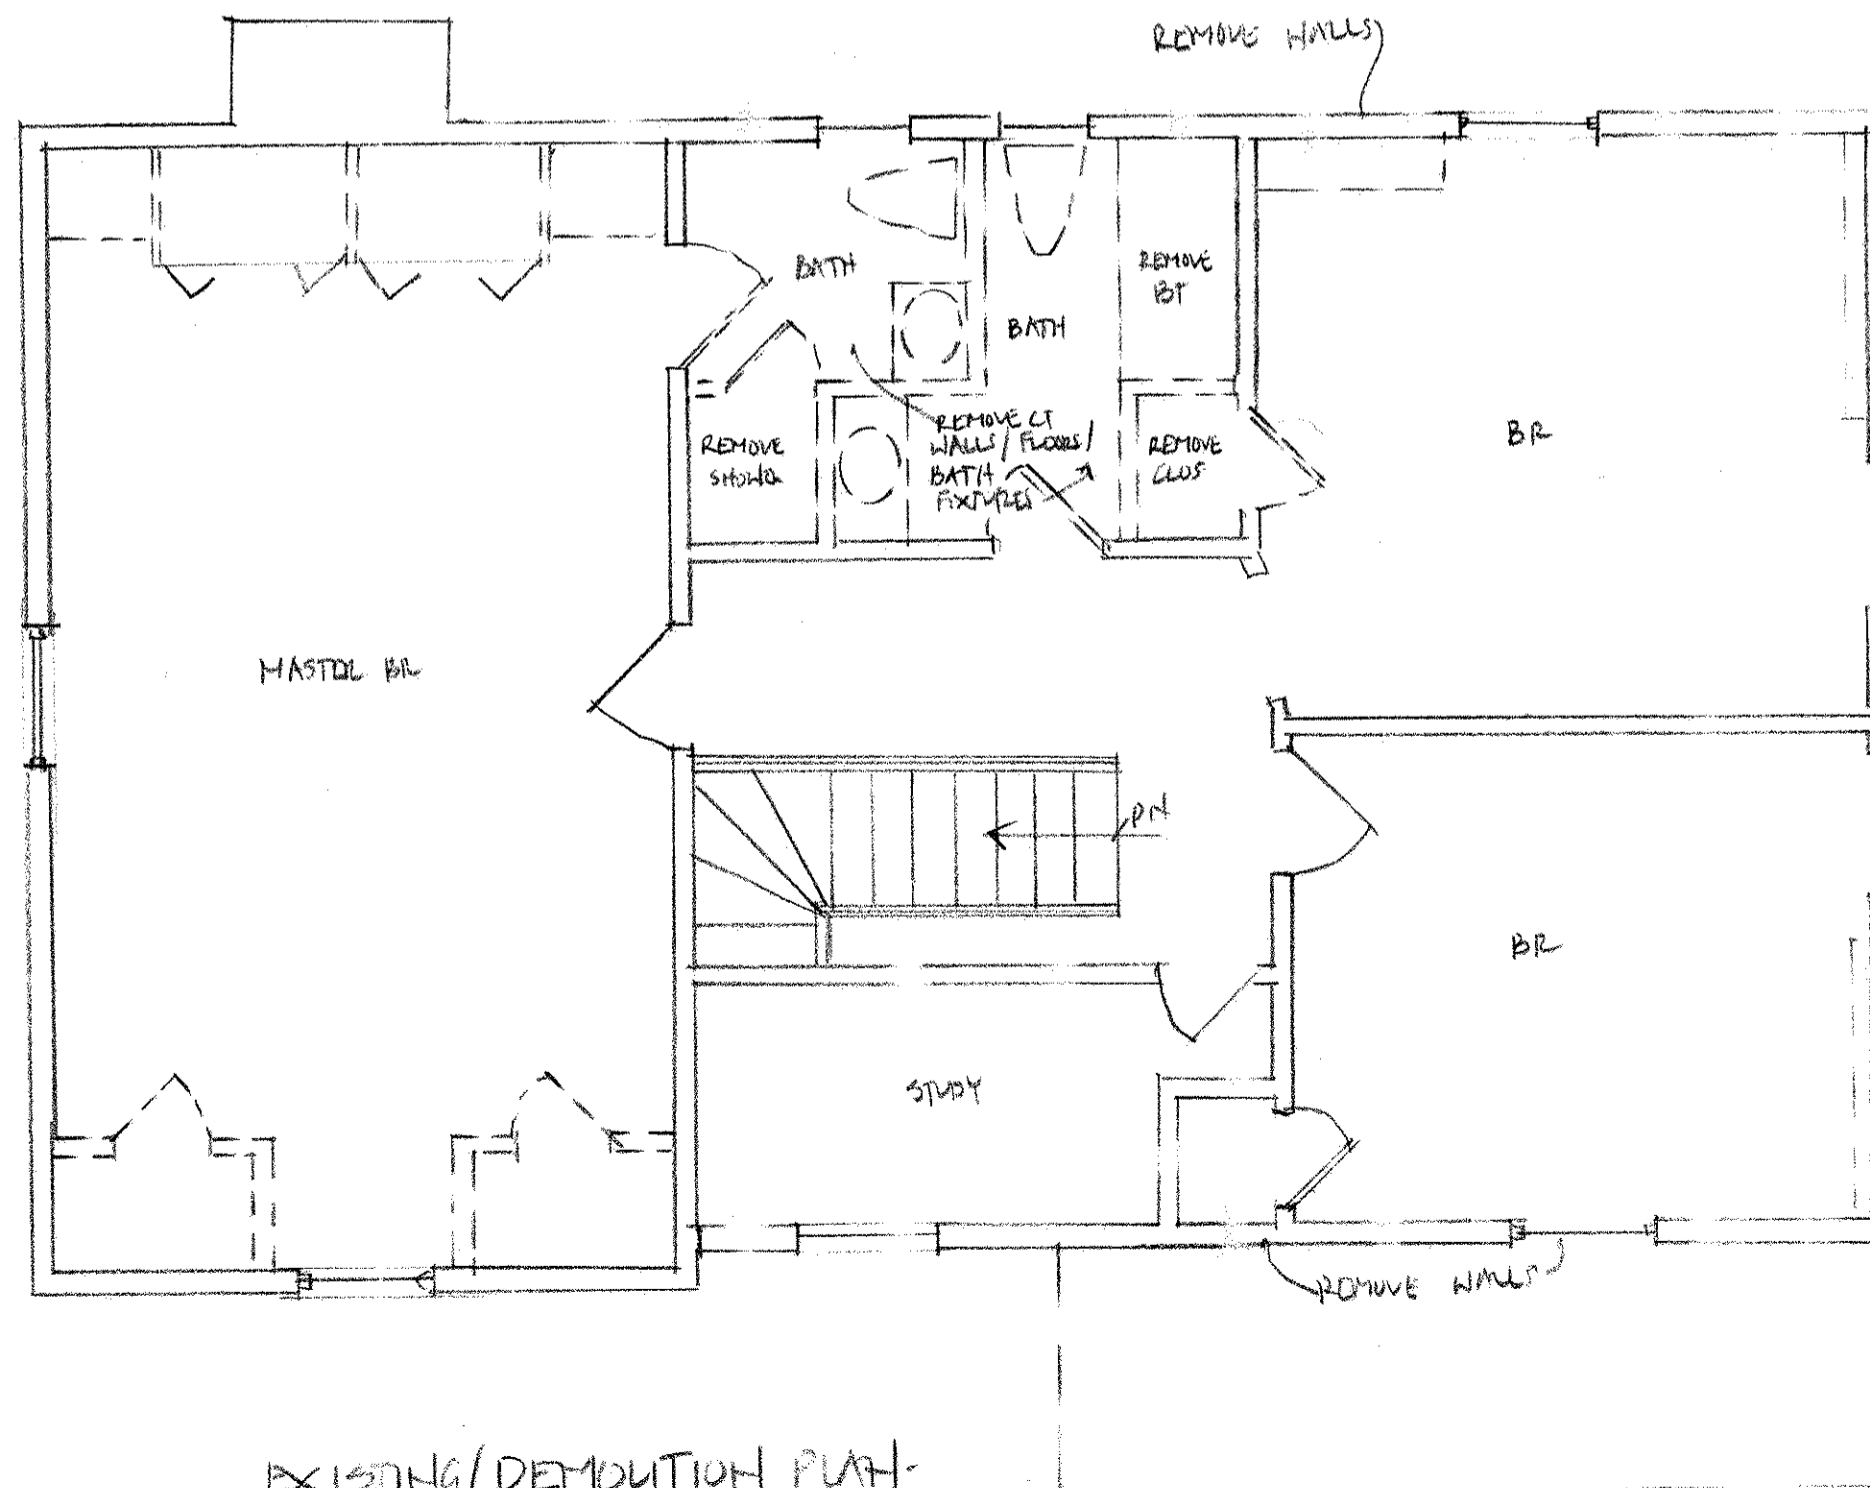 REMOVE WALLS
BATH
REMOVE
BT
BATH
REMOVE CT
WALLS/FLOORS/
BATH
FIXTURES
REMOVE
SHOWER
REMOVE
CLOS
BR
MASTER BR
DN
BR
STUDY
REMOVE WALLS
EXISTING/DEMOLITION PLAN